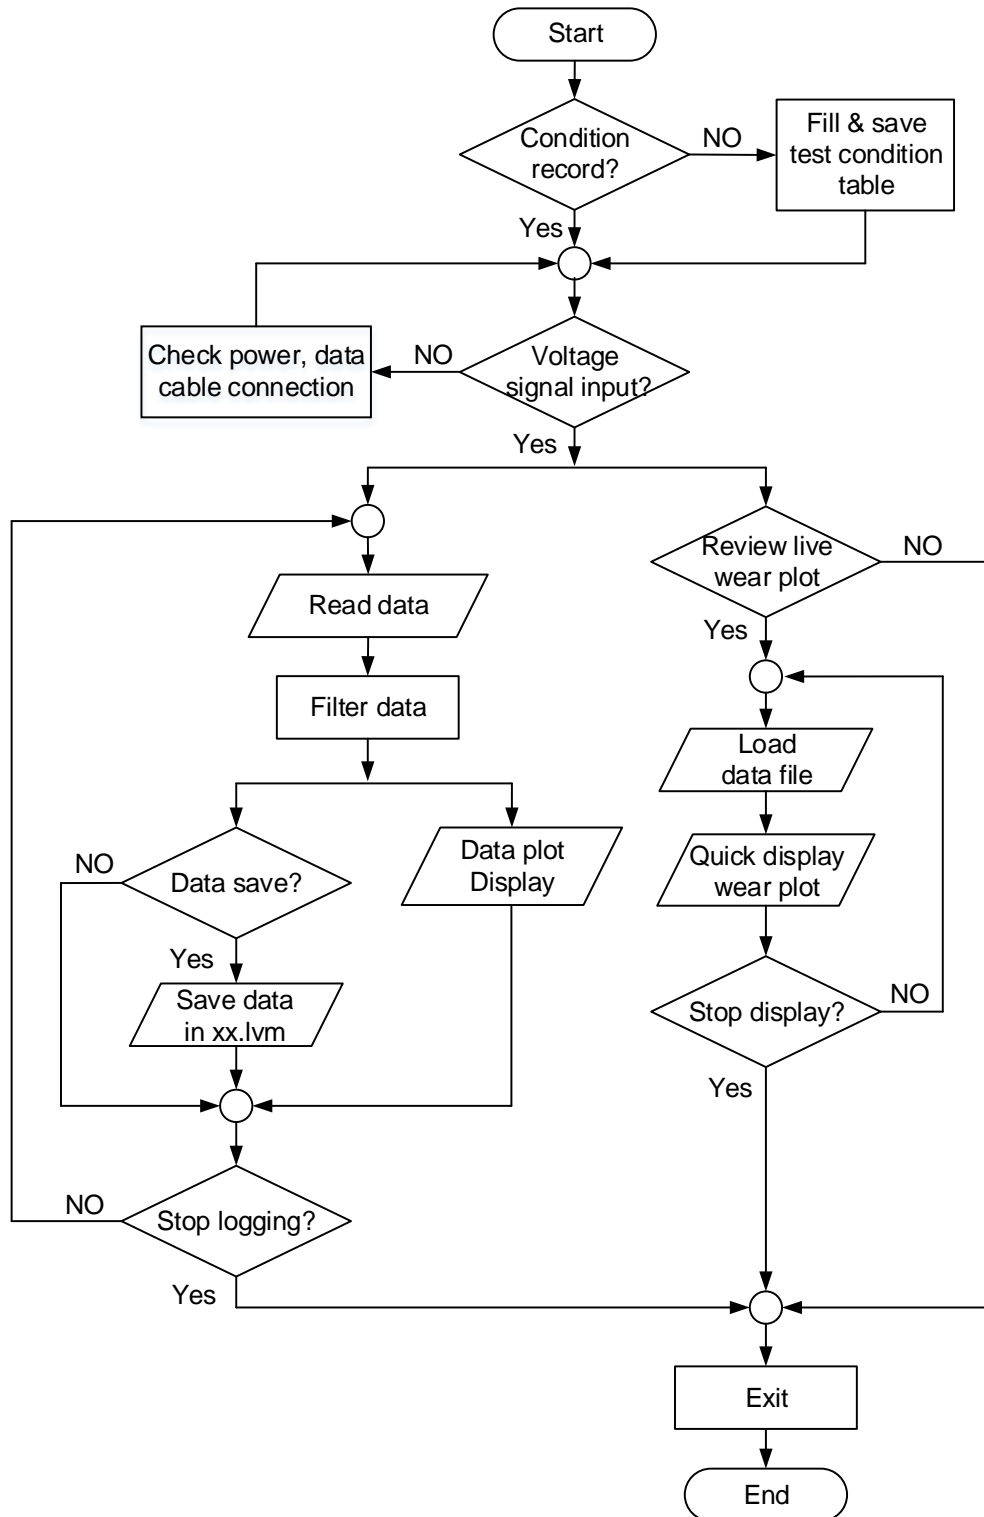 Start
Condition
record?
NO
Fill & save
test condition
table
Yes
Check power, data
cable connection
NO
Voltage
signal input?
Yes
Review live
wear plot
NO
Read data
Yes
Filter data
Load
data file
NO
Data save?
Data plot
Display
Quick display
wear plot
Yes
Save data
in xx.lvm
Stop display?
NO
Yes
NO
Stop logging?
Yes
Exit
End